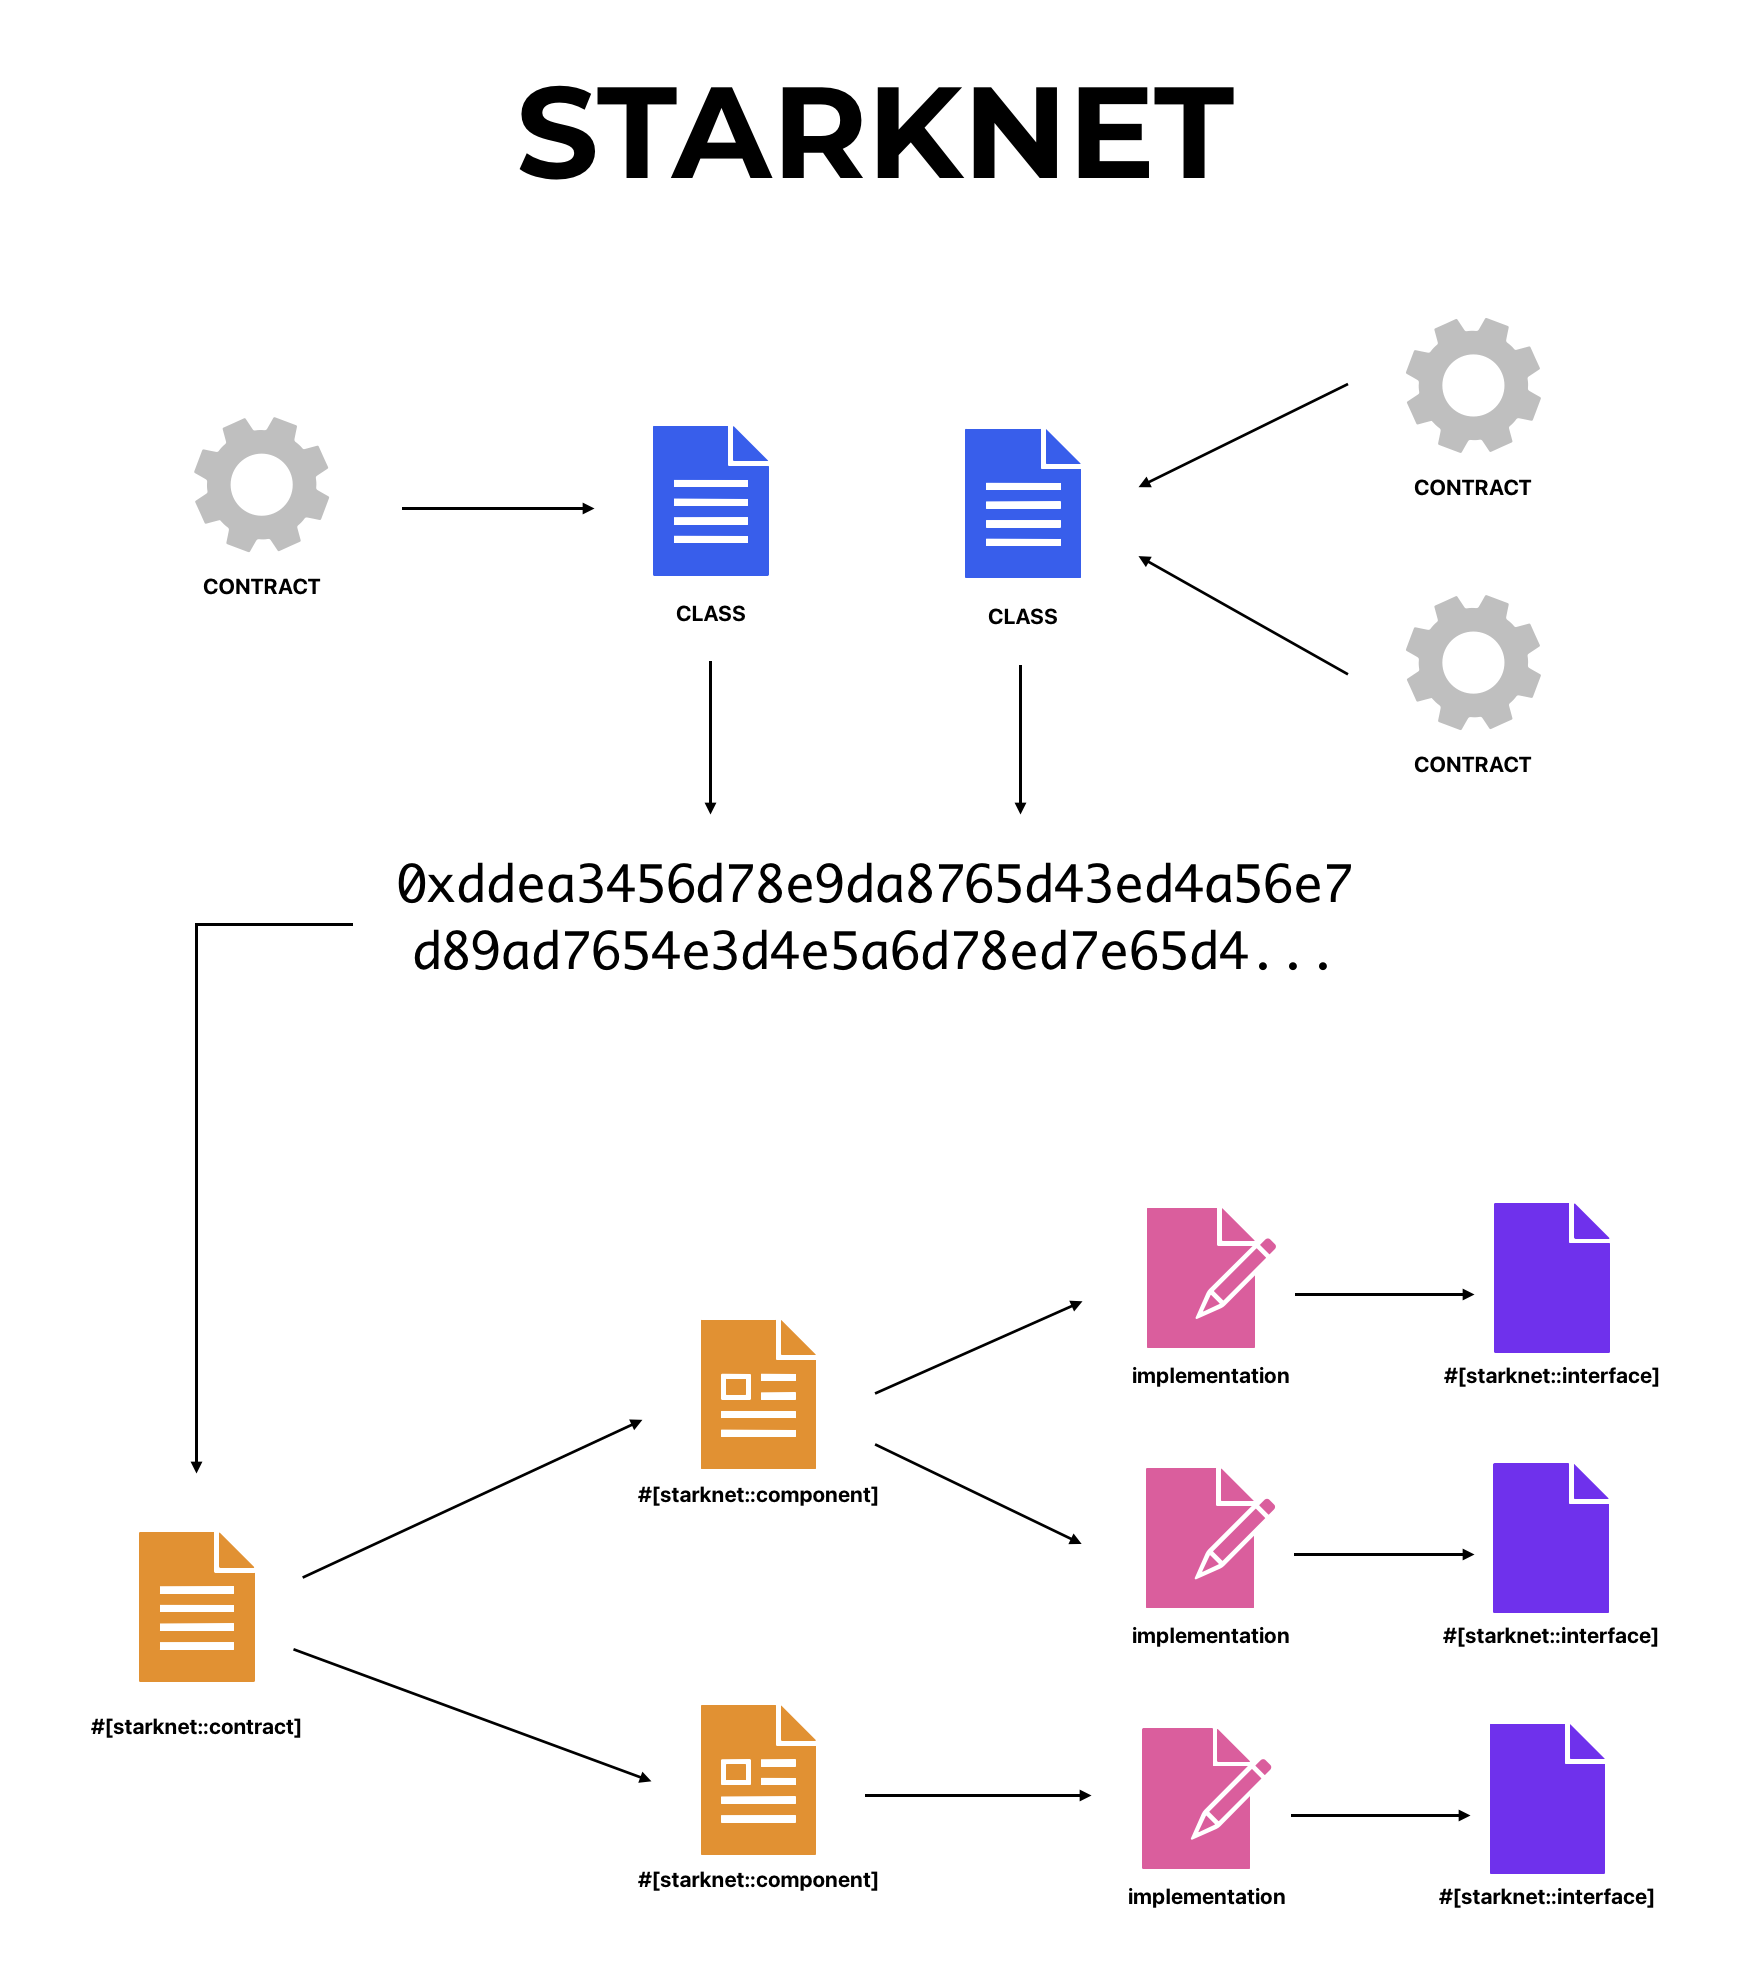 STARKNET
CONTRACT
CONTRACT
CLASS
CLASS
CONTRACT
0xddea3456d78e9da8765d43ed4a56e7
d89ad7654e3d4e5a6d78ed7e65d4...
implementation
#[starknet::interface]
#[starknet::component]
implementation
#[starknet::interface]
#[starknet::contract]
#[starknet::component]
implementation
#[starknet::interface]